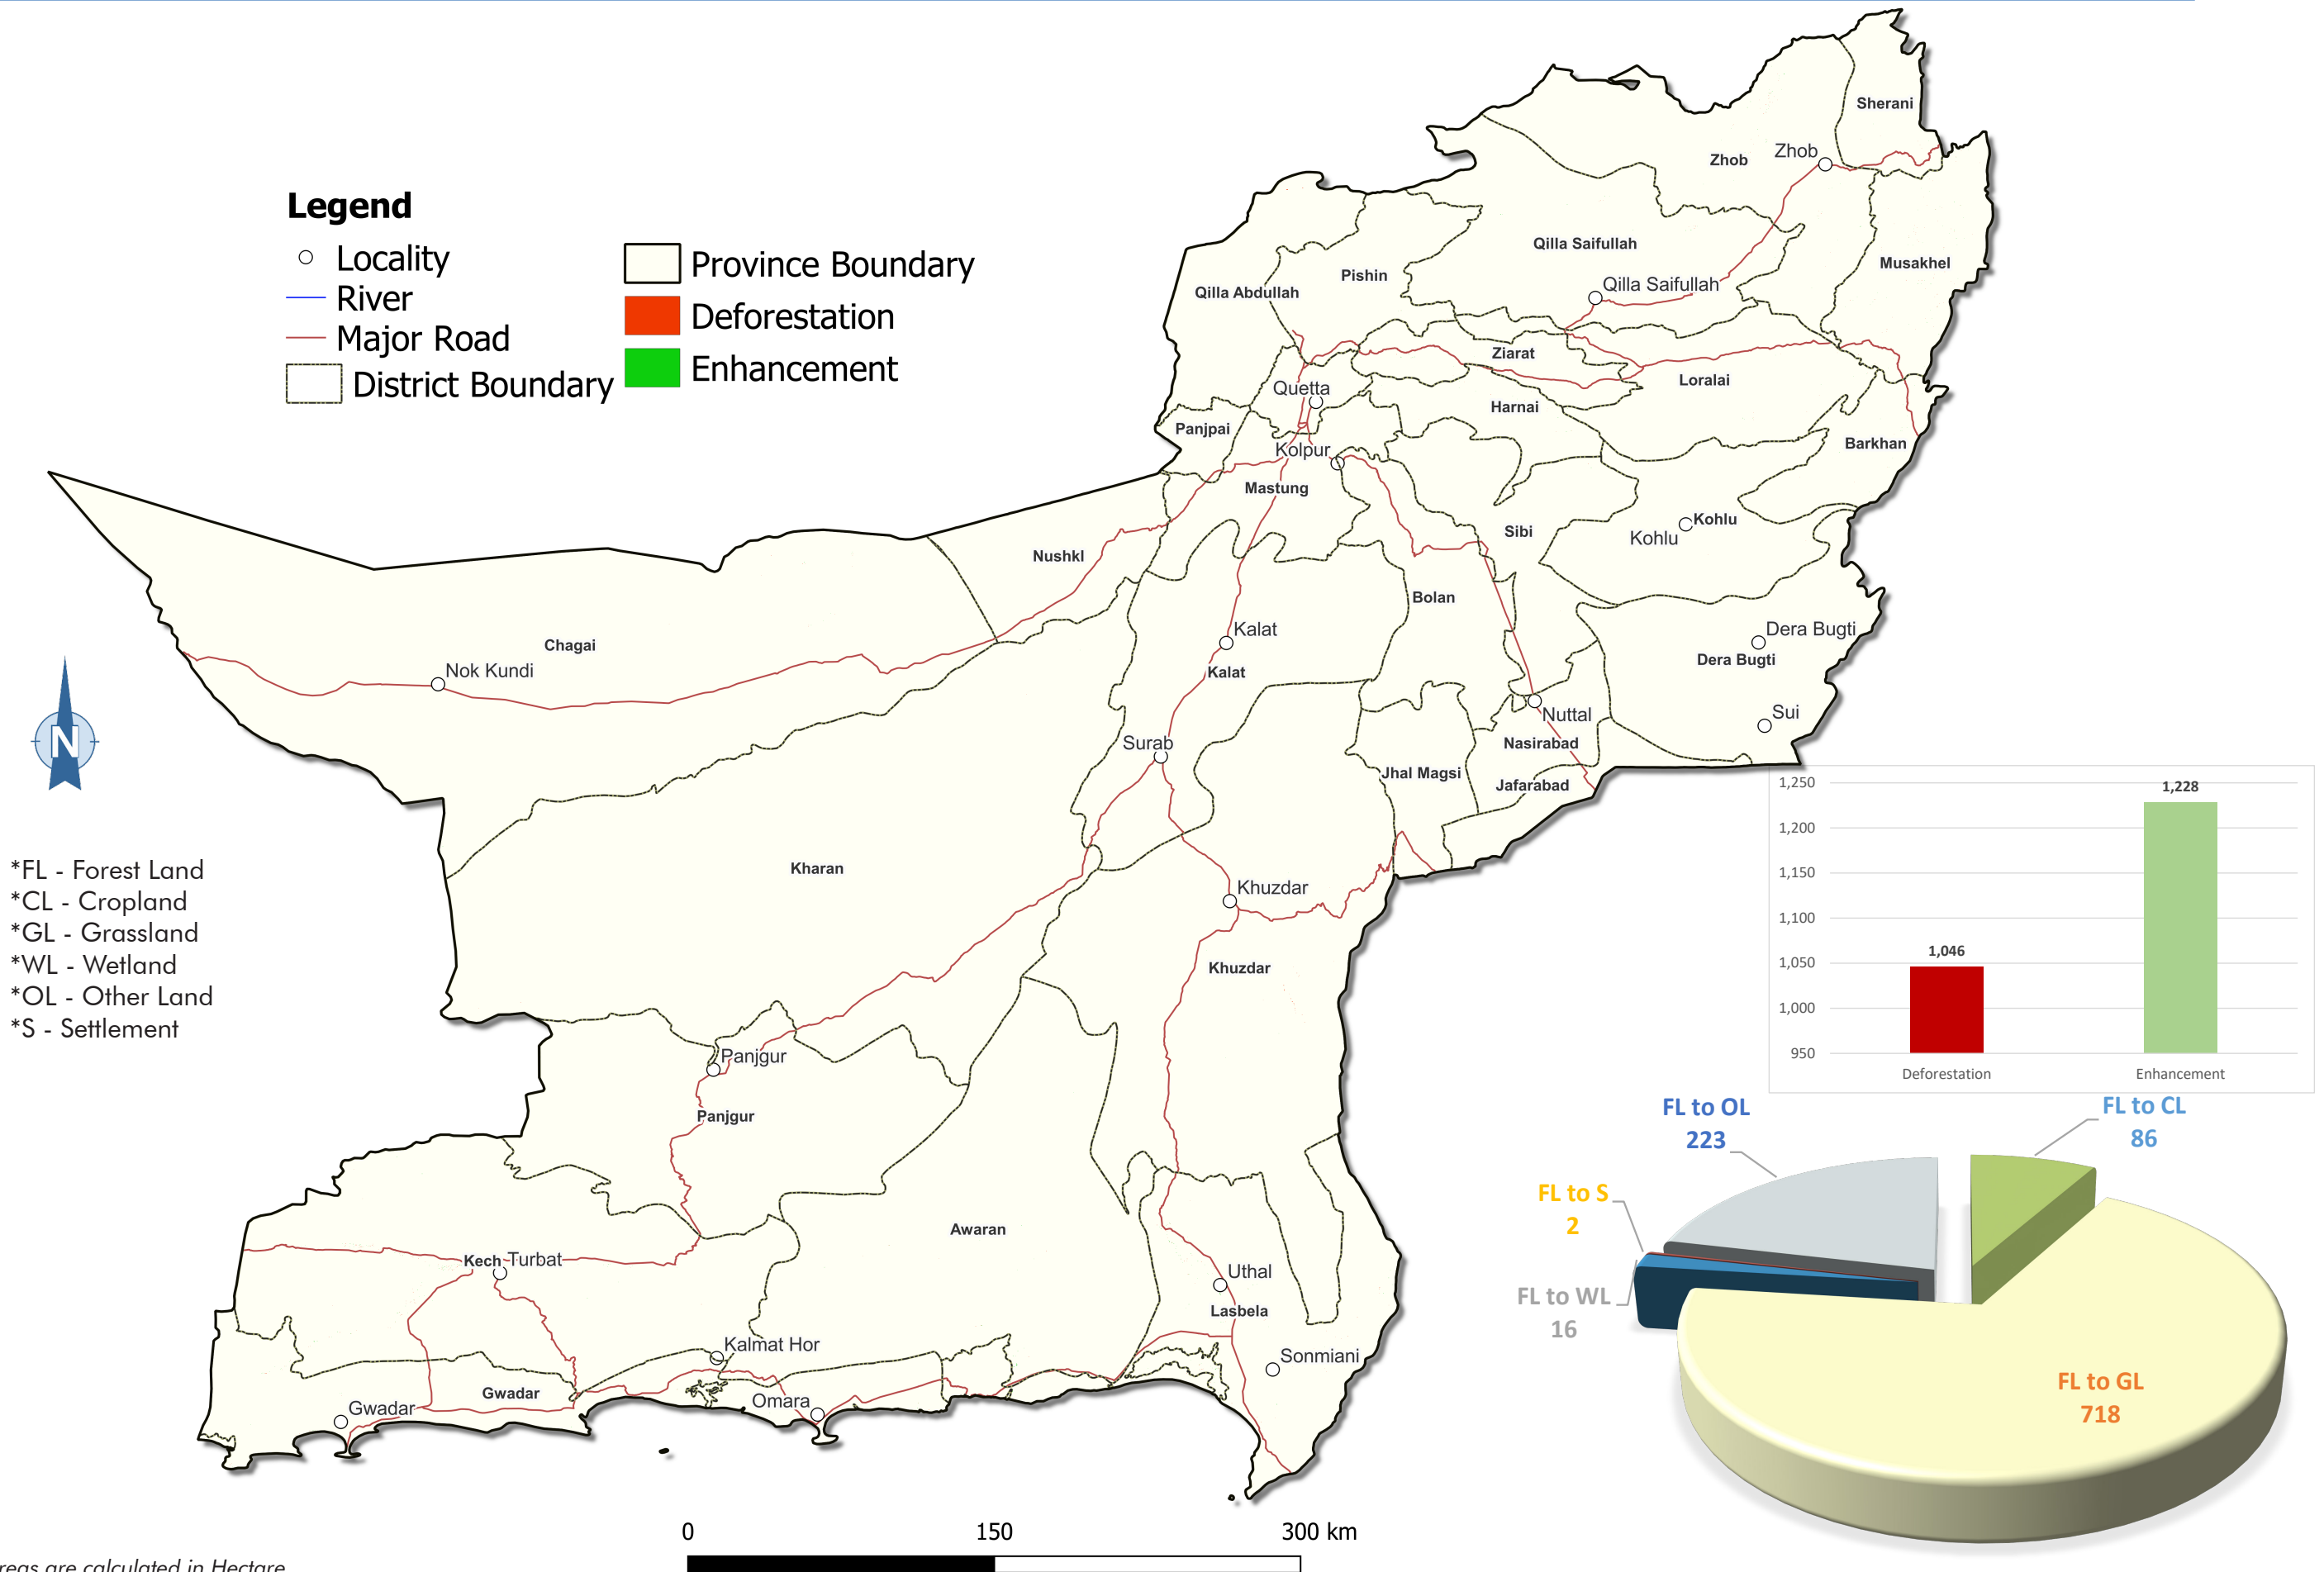 Legend
Locality
River
Major Road
District Boundary
Province Boundary
Deforestation
Enhancement
Sherani
Zhob
Zhob
Musakhel
Qilla Saifullah
Qilla Saifullah
Pishin
Qilla Abdullah
Ziarat
Loralai
Quetta
Harnai
Panjpai
Barkhan
Kolpur
Mastung
Kohlu
Kohlu
Sibi
Nushkl
Bolan
Chagai
Nok Kundi
Kalat
Kalat
Dera Bugti
Dera Bugti
Sui
Nuttal
Nasirabad
Surab
Jhal Magsi
Jafarabad
N
Kharan
Khuzdar
Khuzdar
Panjgur
Panjgur
Awaran
Kech
Turbat
Uthal
Lasbela
Kalmat Hor
Sonmiani
Gwadar
Omara
Gwadar
*FL - Forest Land
*CL - Cropland
*GL - Grassland
*WL - Wetland
*OL - Other Land
*S - Settlement
1,250
1,200
1,150
1,100
1,050
1,000
950
1,046
1,228
Deforestation
Enhancement
FL to OL
223
FL to CL
86
FL to S
2
FL to WL
16
FL to GL
718
0 150 300 km
are calculated in Hectare